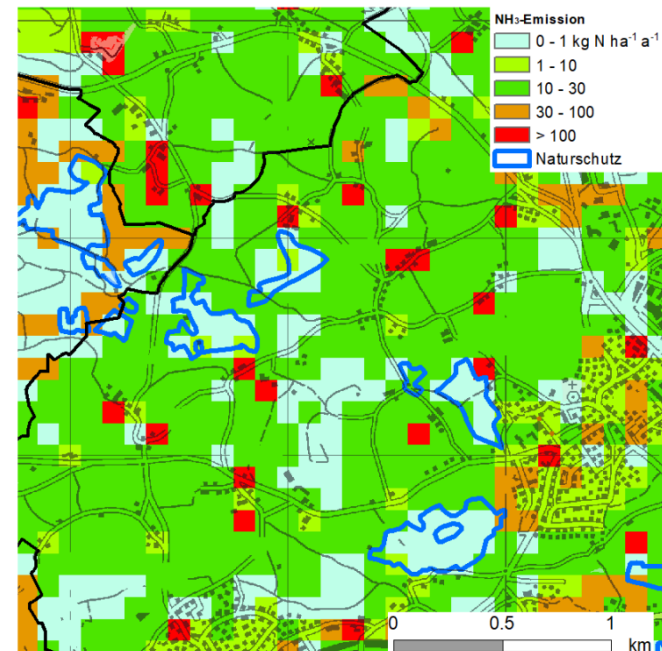 NH₃-Emission
0 - 1 kg N ha⁻¹ a⁻¹
1 - 10
10 - 30
30 - 100
> 100
Naturschutz
0 0.5 1
km